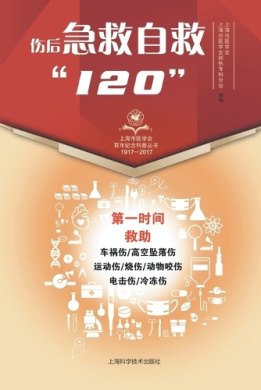 伤后急救自救
“120”
上海市医学会
上海市医学会创伤专科分会
上海市医学会
百年纪念科普丛书
1917—2017
第一时间
救助
车祸伤/高空坠落伤
运动伤/烧伤/动物咬伤
电击伤/冷冻伤
上海科学技术出版社